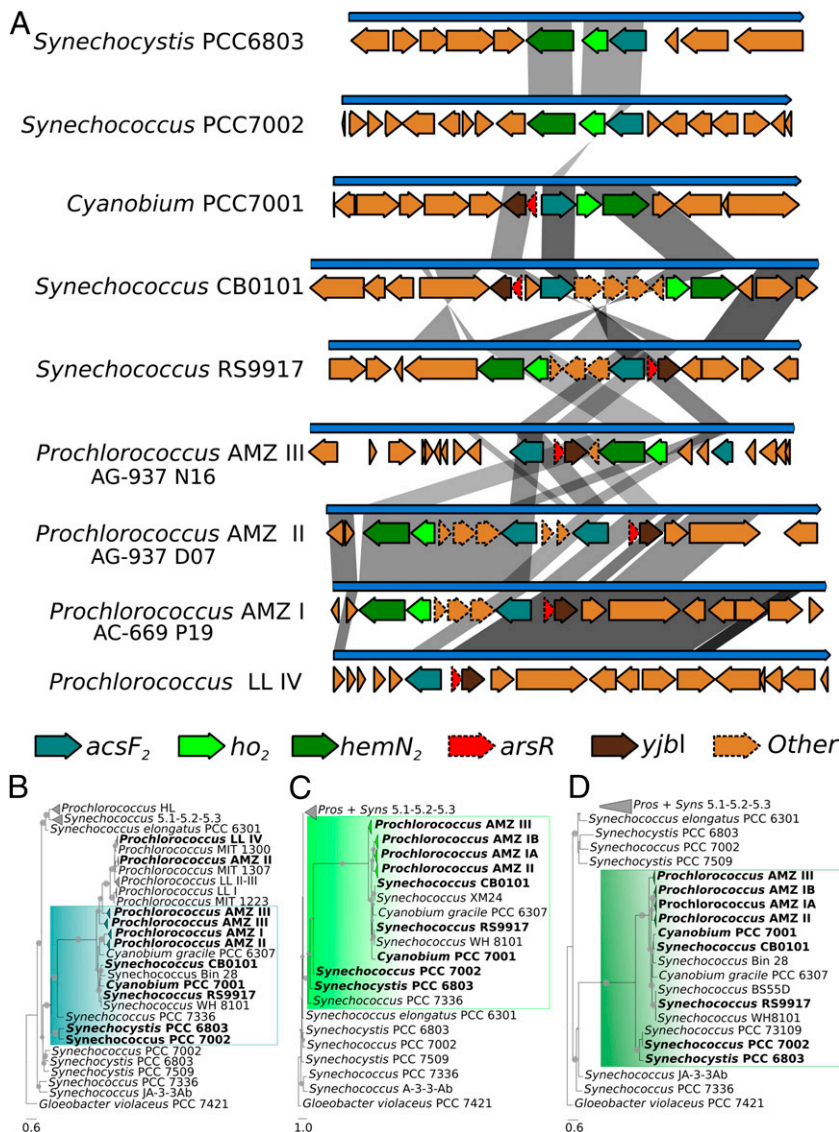 A
Synechocystis PCC6803
Synechococcus PCC7002
Cyanobium PCC7001
Synechococcus CB0101
Synechococcus RS9917
Prochlorococcus AMZ III
AG-937 N16
Prochlorococcus AMZ II
AG-937 D07
Prochlorococcus AMZ I
AC-669 P19
Prochlorococcus LL IV
acsF2 ho2 hemN2 arsR yjbl Other
B
Prochlorococcus HL
Synechococcus 5.1-5.2-5.3
Synechococcus elongatus PCC 6301
Prochlorococcus LL IV
Prochlorococcus MIT 1300
Prochlorococcus AMZ II
Prochlorococcus MIT 1307
Prochlorococcus LL II-III
Prochlorococcus LL I
Prochlorococcus MIT 1223
Prochlorococcus AMZ III
Prochlorococcus AMZ III
Prochlorococcus AMZ I
Prochlorococcus AMZ II
Cyanobium gracile PCC 6307
Synechococcus CB0101
Synechococcus Bin 28
Cyanobium PCC 7001
Synechococcus RS9917
Synechococcus WH 8101
Synechococcus PCC 7336
Synechocystis PCC 6803
Synechococcus PCC 7002
Synechococcus PCC 7002
Synechocystis PCC 6803
Synechocystis PCC 7509
Synechococcus PCC 7336
Synechococcus JA-3-3Ab
Gloeobacter violaceus PCC 7421
0.6
C
Pros + Syns 5.1-5.2-5.3
Prochlorococcus AMZ III
Prochlorococcus AMZ IB
Prochlorococcus AMZ IA
Prochlorococcus AMZ II
Synechococcus CB0101
Synechococcus XM24
Cyanobium gracile PCC 6307
Synechococcus RS9917
Synechococcus WH 8101
Cyanobium PCC 7001
Synechococcus PCC 7002
Synechocystis PCC 6803
Synechococcus PCC 7336
Synechococcus elongatus PCC 6301
Synechocystis PCC 6803
Synechococcus PCC 7002
Synechocystis PCC 7509
Synechococcus PCC 7336
Synechococcus A-3-3-Ab
Gloeobacter violaceus PCC 7421
1.0
D
Pros + Syns 5.1-5.2-5.3
Synechococcus elongatus PCC 6301
Synechocystis PCC 6803
Synechococcus PCC 7002
Synechocystis PCC 7509
Prochlorococcus AMZ III
Prochlorococcus AMZ IB
Prochlorococcus AMZ IA
Prochlorococcus AMZ II
Cyanobium PCC 7001
Synechococcus CB0101
Synechococcus Bin 28
Cyanobium gracile PCC 6307
Synechococcus BS55D
Synechococcus RS9917
Synechococcus WH8101
Synechococcus PCC 73109
Synechococcus PCC 7002
Synechocystis PCC 6803
Synechococcus JA-3-3Ab
Synechococcus PCC 7336
Gloeobacter violaceus PCC 7421
0.6